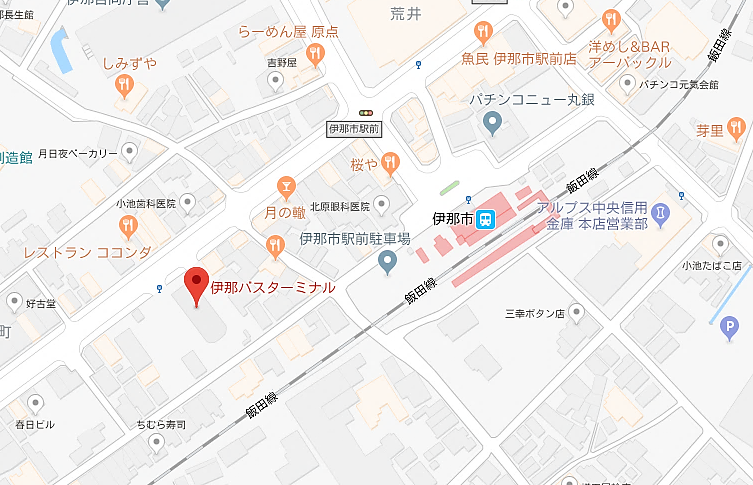 荒井
らーめん屋 原点
しみずや
吉野屋
魚民 伊那市駅前店
洋めし&BAR
アーバックル
飯田線
パチンコ元気会館
パチンコニュー丸銀
伊那市駅前
芽里
創造館
月日夜ベーカリー
桜や
飯田線
小池歯科医院
月の轍
北原眼科医院
伊那市
アルプス中央信用
金庫 本店営業部
レストラン ココンダ
伊那市駅前駐車場
小池たばこ店
伊那バスターミナル
飯田線
好古堂
三幸ボタン店
町
飯田線
春日ビル
ちむら寿司